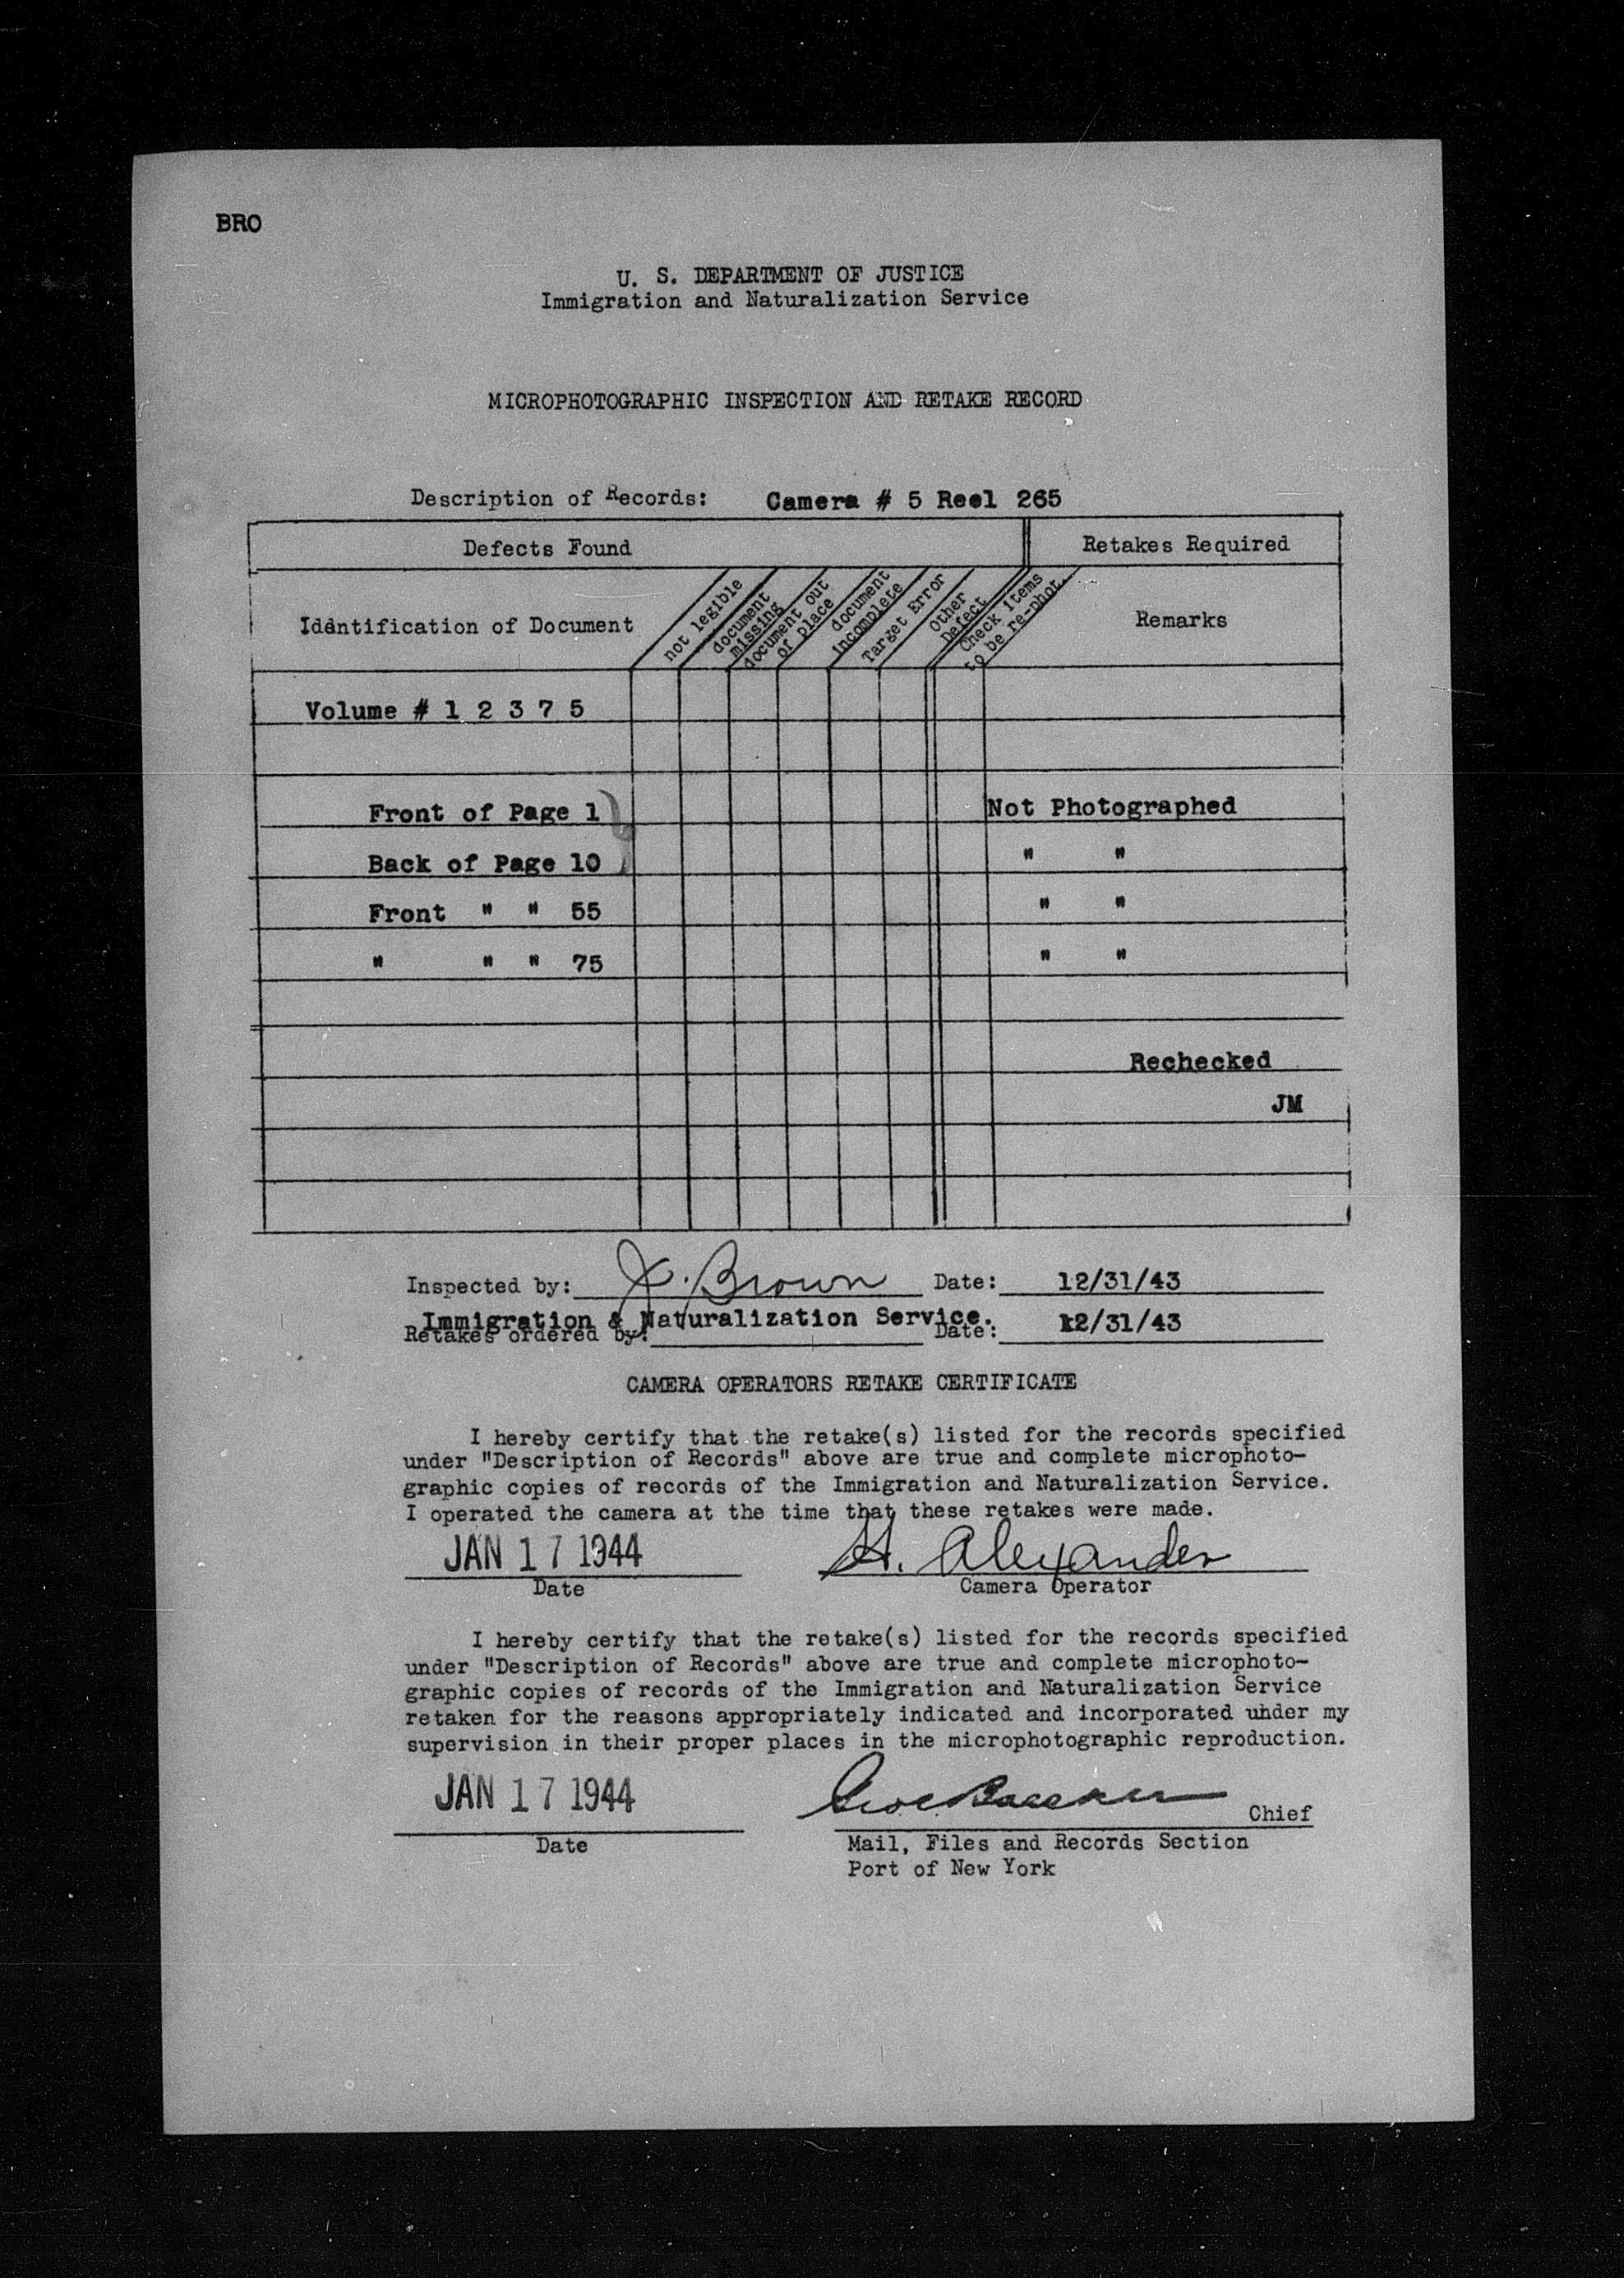 BRO
U. S. DEPARTMENT OF JUSTICE
Immigration and Naturalization Service
MICROPHOTOGRAPHIC INSPECTION AND RETAKE RECORD
Description of Records: Camera # 5 Reel 265
Defects Found Retakes Required
Identification of Document
not legible
document
missing
document out
of place
document
incomplete
Target Error
Other
Defect
Check items
to be re-phot.
Remarks
Volume # 1 2 3 7 5
Front of Page 1 Not Photographed
Back of Page 10 " "
Front " " 55 " "
" " " 75 " "
Rechecked
JM
Inspected by: J. Brown Date: 12/31/43
Immigration & Naturalization Service.
Retakes ordered by: Date: 12/31/43
CAMERA OPERATORS RETAKE CERTIFICATE
I hereby certify that the retake(s) listed for the records specified
under "Description of Records" above are true and complete microphoto-
graphic copies of records of the Immigration and Naturalization Service.
I operated the camera at the time that these retakes were made.
JAN 17 1944 H. Alexander
Date Camera Operator
I hereby certify that the retake(s) listed for the records specified
under "Description of Records" above are true and complete microphoto-
graphic copies of records of the Immigration and Naturalization Service
retaken for the reasons appropriately indicated and incorporated under my
supervision in their proper places in the microphotographic reproduction.
JAN 17 1944 Chief
Date Mail, Files and Records Section
Port of New York